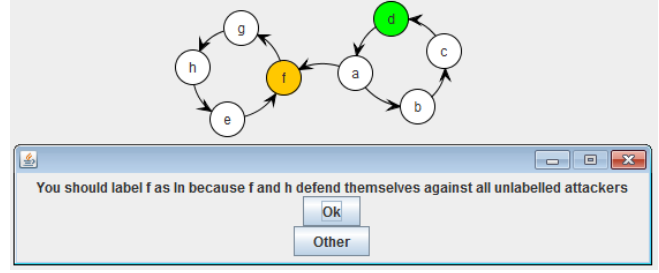 d
g
c
h
f
a
b
e
You should label f as In because f and h defend themselves against all unlabelled attackers
Ok
Other